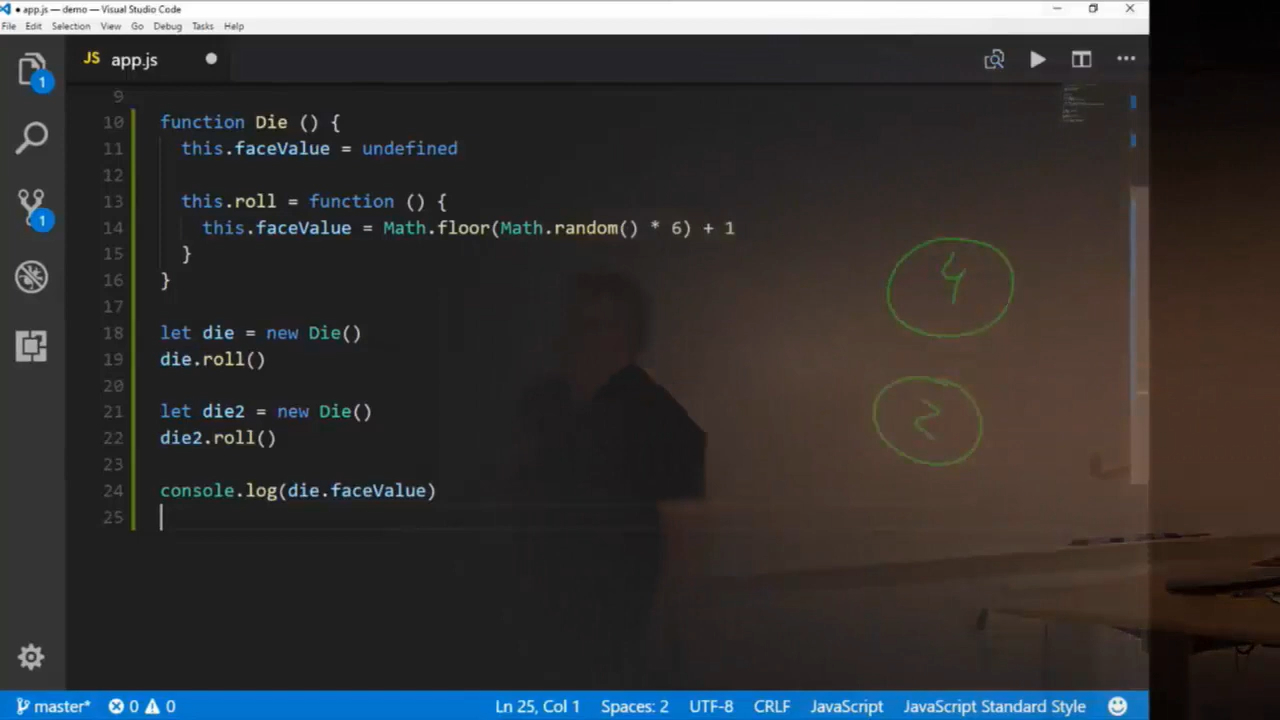 ● app.js — demo — Visual Studio Code
File Edit Selection View Go Debug Tasks Help
1
JS app.js
9
10 function Die () {
11 this.faceValue = undefined
12
13 this.roll = function () {
14 this.faceValue = Math.floor(Math.random() * 6) + 1
15 }
16 }
17
18 let die = new Die()
19 die.roll()
20
21 let die2 = new Die()
22 die2.roll()
23
24 console.log(die.faceValue)
25
1
4
2
master* 0 0 Ln 25, Col 1 Spaces: 2 UTF-8 CRLF JavaScript JavaScript Standard Style